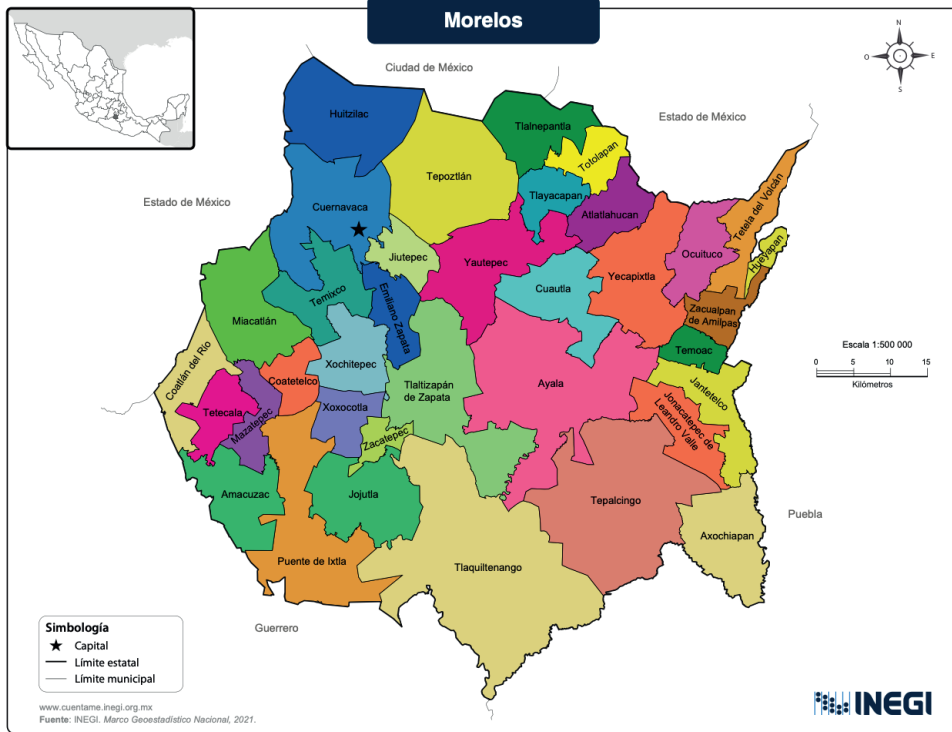 Morelos
N
O
E
S
Ciudad de México
Estado de México
Estado de México
Huitzilac
Tlalnepantla
Totolapan
Tepoztlán
Tlayacapan
Atlatlahucan
Tetela del Volcán
Cuernavaca
Jiutepec
Yautepec
Ocuituco
Hueyapan
Yecapixtla
Cuautla
Temixco
Emiliano Zapata
Zacualpan
de Amilpas
Miacatlán
Coatlán del Río
Xochitepec
Temoac
Escala 1:500 000
0
5
10
15
Kilómetros
Coatetelco
Tlaltizapán
de Zapata
Ayala
Jantetelco
Jonacatepec de
Leandro Valle
Tetecala
Mazatepec
Xoxocotla
Zacatepec
Amacuzac
Jojutla
Tepalcingo
Puebla
Axochiapan
Puente de Ixtla
Tlaquiltenango
Guerrero
Simbología
Capital
Límite estatal
Límite municipal
www.cuentame.inegi.org.mx
Fuente: INEGI. Marco Geoestadístico Nacional, 2021.
INEGI